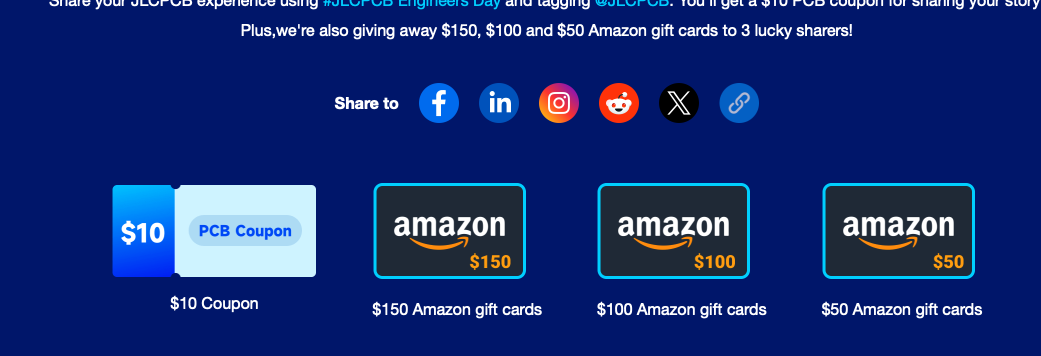 Share your JLCPCB experience using #JLCPCB Engineers Day and tagging @JLCPCB. You'll get a $10 PCB coupon for sharing your story
Plus,we're also giving away $150, $100 and $50 Amazon gift cards to 3 lucky sharers!
Share to
$10 PCB Coupon
amazon
$150
amazon
$100
amazon
$50
$10 Coupon
$150 Amazon gift cards
$100 Amazon gift cards
$50 Amazon gift cards